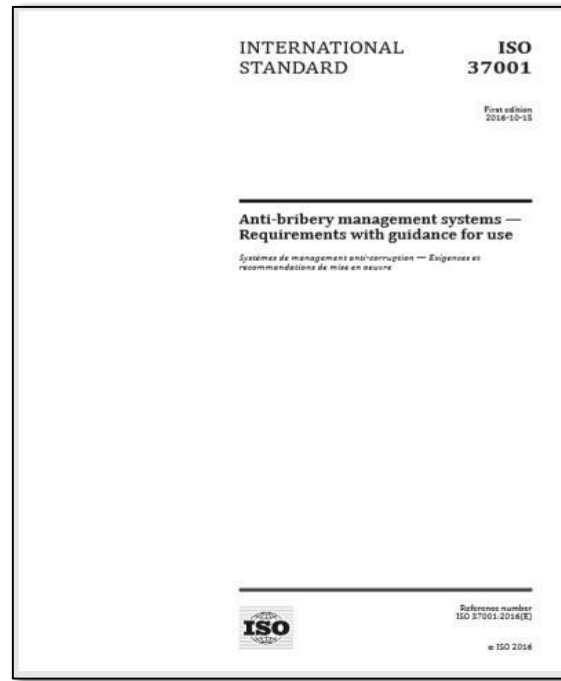 INTERNATIONAL
STANDARD
ISO
37001
First edition
2016-10-15
Anti-bribery management systems —
Requirements with guidance for use
Systèmes de management anti-corruption — Exigences et
recommandations de mise en oeuvre
ISO
Reference number
ISO 37001:2016(E)
© ISO 2016